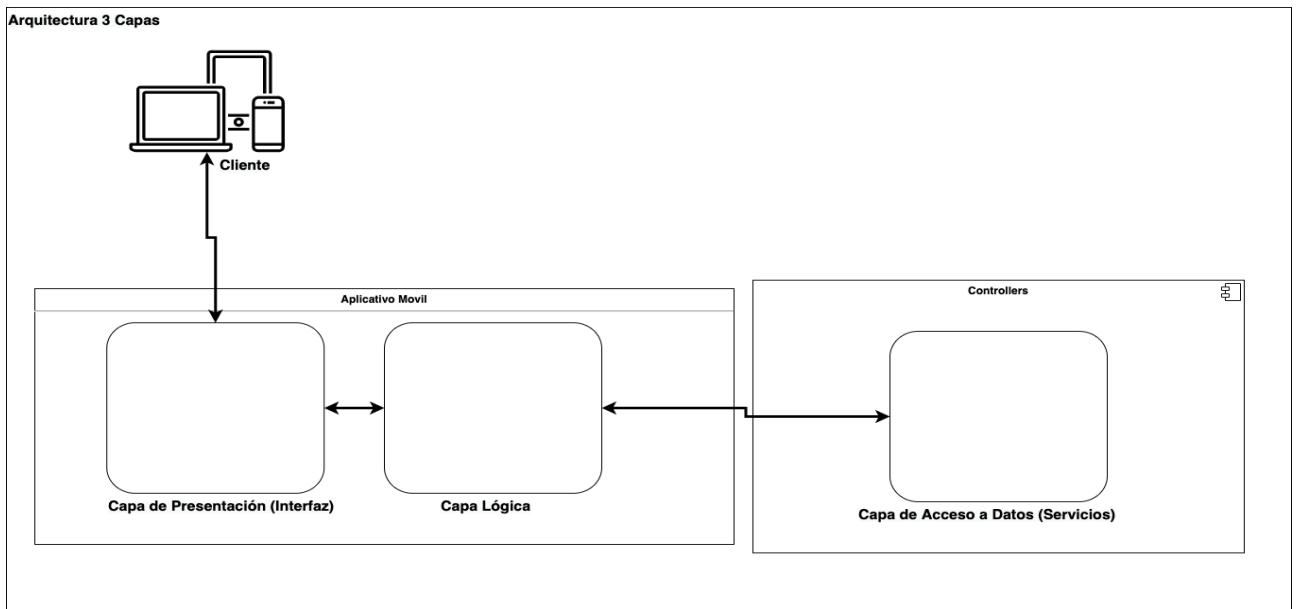 Arquitectura 3 Capas
Cliente
Aplicativo Movil
Controllers
Capa de Presentación (Interfaz)
Capa Lógica
Capa de Acceso a Datos (Servicios)